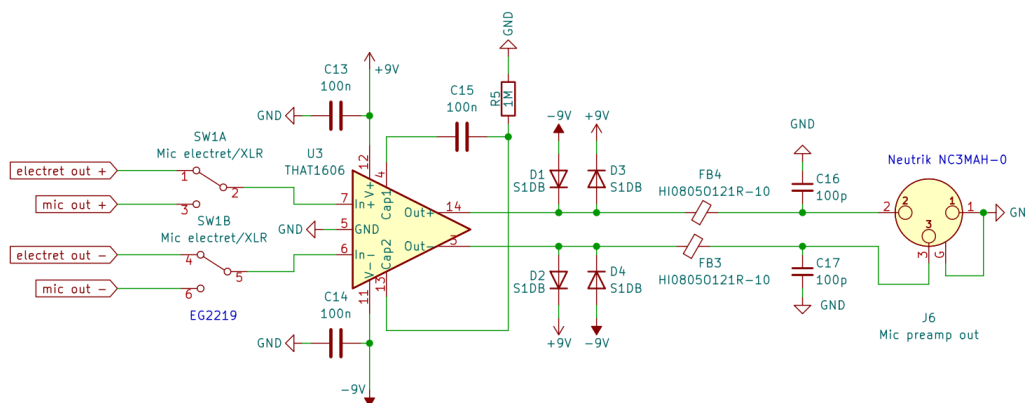 GND
+9V
C13
100n
GND
C15
100n
R5
1M
SW1A
Mic electret/XLR
electret out +
1
2
mic out +
3
SW1B
Mic electret/XLR
electret out -
4
5
mic out -
6
EG2219
U3
THAT1606
12
V+
4
Cap1
7
In+
5
GND
GND
6
In-
V-
11
Cap2
13
Out+
14
Out-
3
C14
100n
GND
-9V
-9V
+9V
D1
S1DB
D3
S1DB
D2
S1DB
D4
S1DB
+9V
-9V
FB4
HI0805O121R-10
FB3
HI0805O121R-10
GND
C16
100p
C17
100p
GND
Neutrik NC3MAH-0
2
2
1
1
3
3
G
GN
J6
Mic preamp out